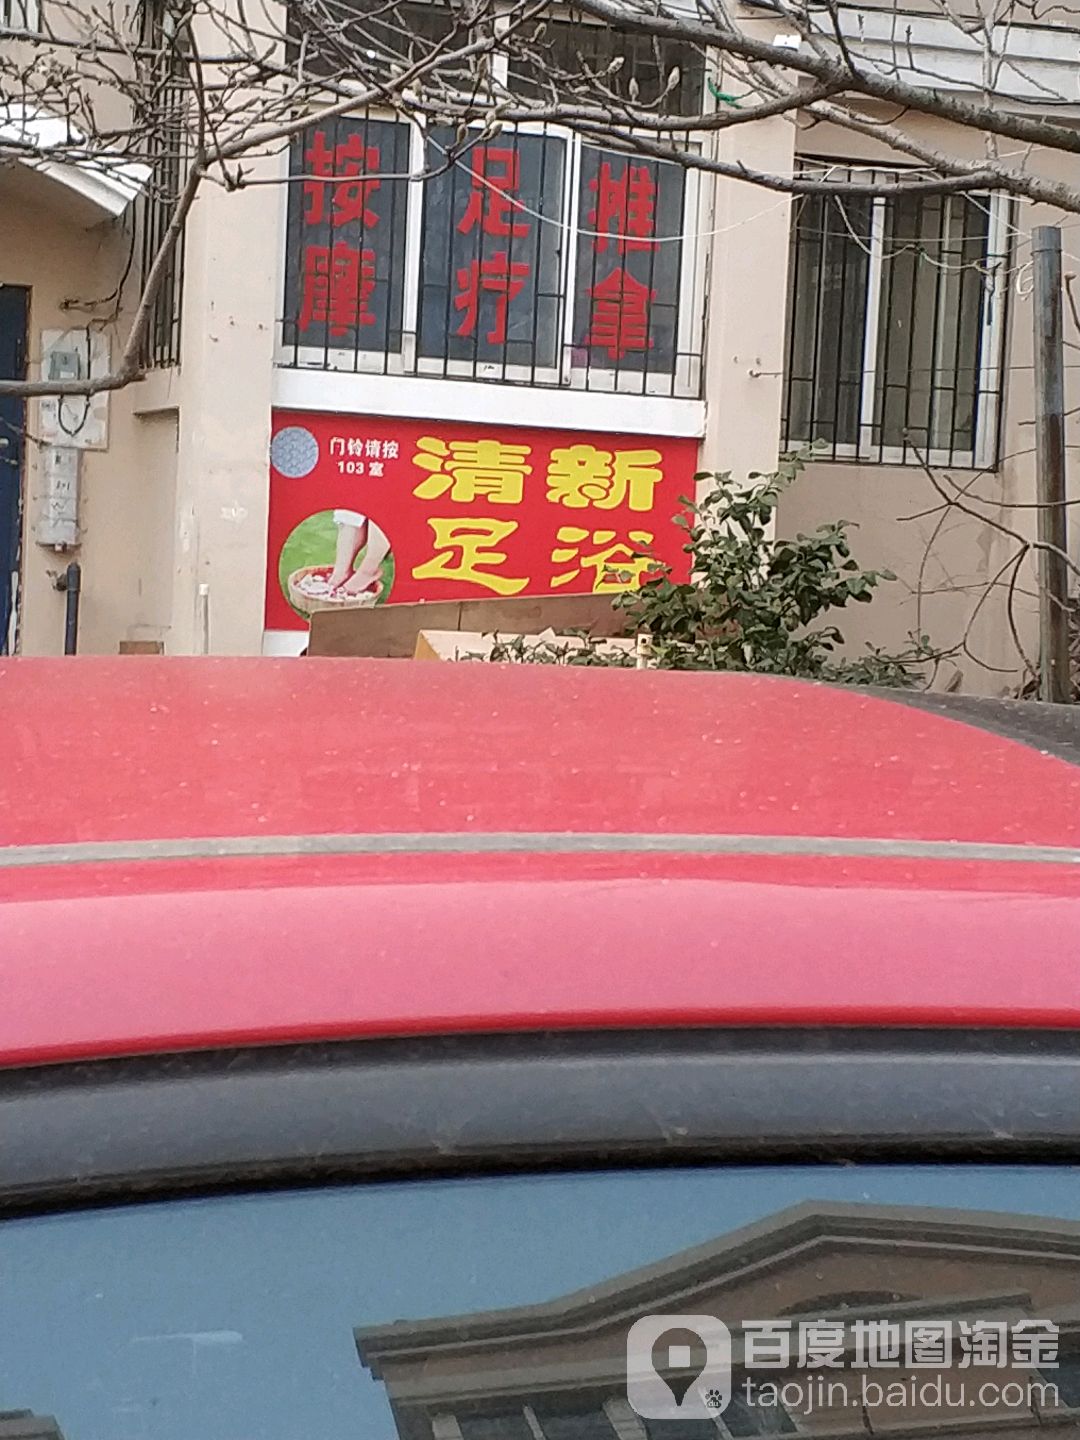 按摩
足疗
推拿
门铃请按
103室
清新
足浴
百度地图淘金
taojin.baidu.com